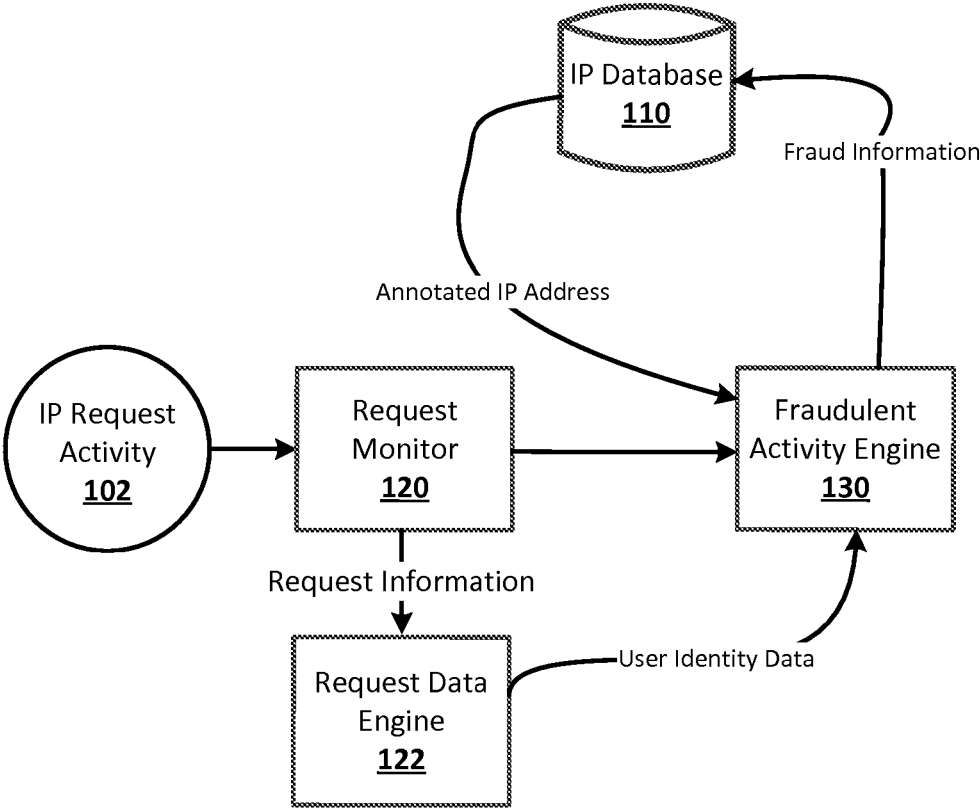 IP Database
110
Fraud Information
Annotated IP Address
IP Request
Activity
102
Request
Monitor
120
Fraudulent
Activity Engine
130
Request Information
Request Data
Engine
122
User Identity Data